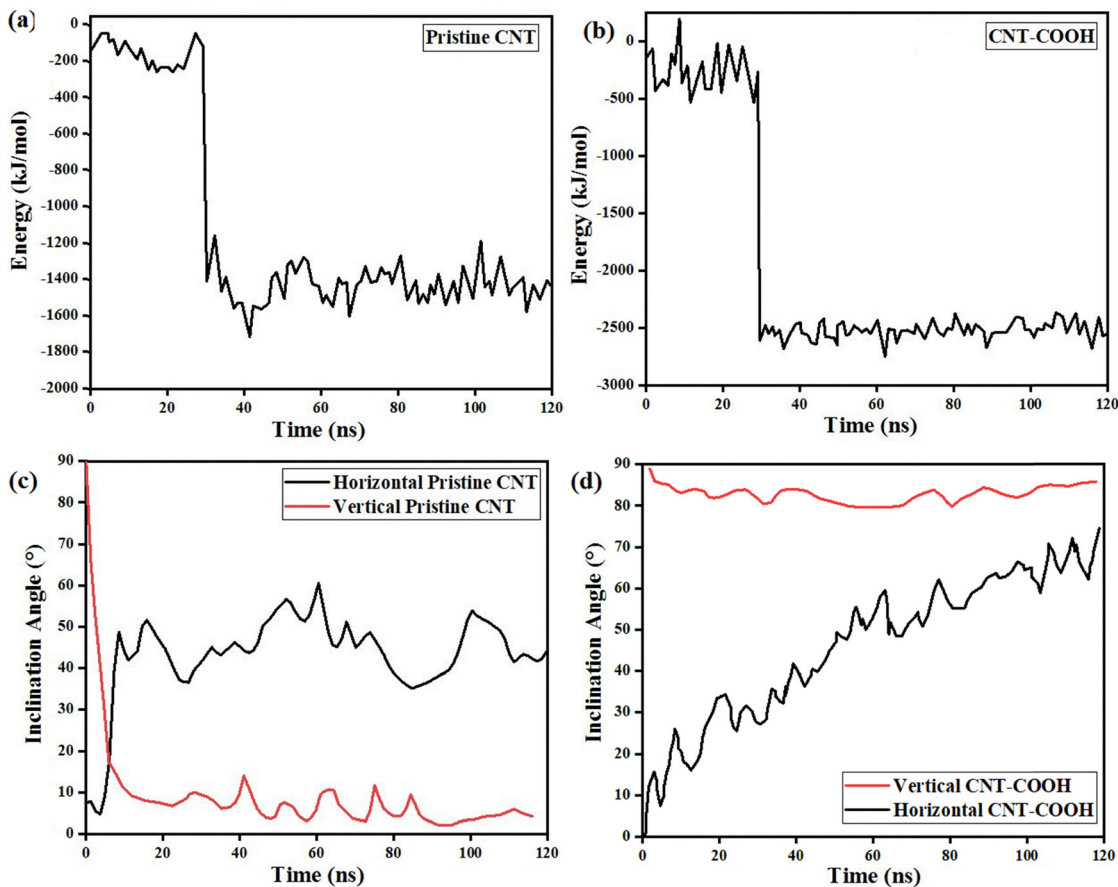 (a)
Pristine CNT
Energy (kJ/mol)
0
-200
-400
-600
-800
-1000
-1200
-1400
-1600
-1800
-2000
0 20 40 60 80 100 120
Time (ns)
(b)
CNT-COOH
Energy (kJ/mol)
0
-500
-1000
-1500
-2000
-2500
-3000
0 20 40 60 80 100 120
Time (ns)
(c)
Horizontal Pristine CNT
Vertical Pristine CNT
Inclination Angle (°)
90
80
70
60
50
40
30
20
10
0
0 20 40 60 80 100 120
Time (ns)
(d)
Inclination Angle (°)
90
80
70
60
50
40
30
20
10
0
Vertical CNT-COOH
Horizontal CNT-COOH
0 20 40 60 80 100 120
Time (ns)